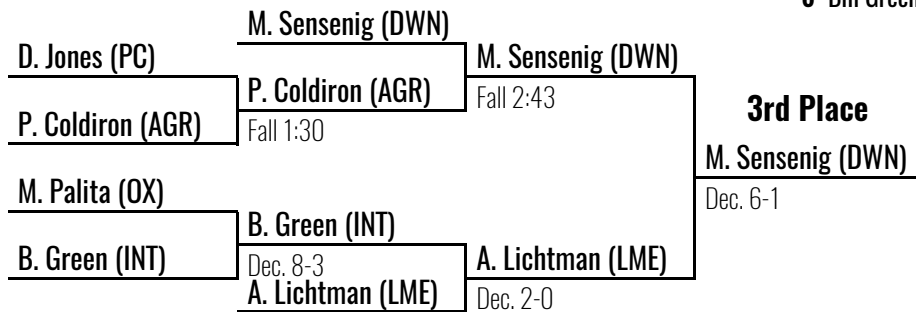 Bill Green
M. Sensenig (DWN)
D. Jones (PC)
M. Sensenig (DWN)
P. Coldiron (AGR)
Fall 2:43
3rd Place
P. Coldiron (AGR)
Fall 1:30
M. Sensenig (DWN)
M. Palita (OX)
Dec. 6-1
B. Green (INT)
B. Green (INT)
Dec. 8-3
A. Lichtman (LME)
A. Lichtman (LME)
Dec. 2-0